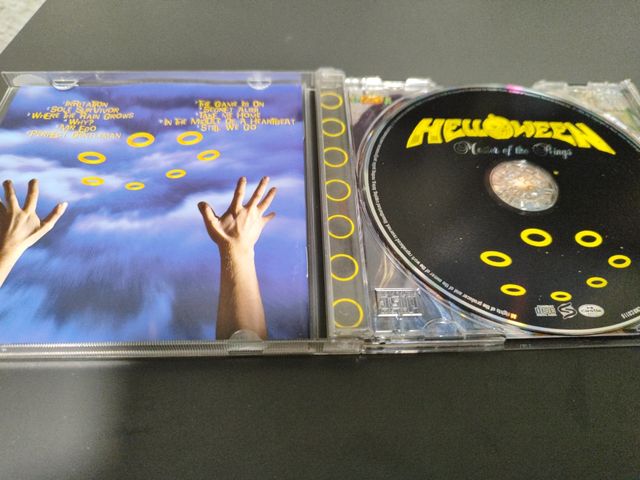 Irritation
Sole Survivor
Where The Rain Grows
Why?
Mr Ego
Perfect Gentleman
The Game Is On
Secret Alibi
Take Me Home
In The Middle Of A Heartbeat
Still We Go
Helloween
Master of the Rings